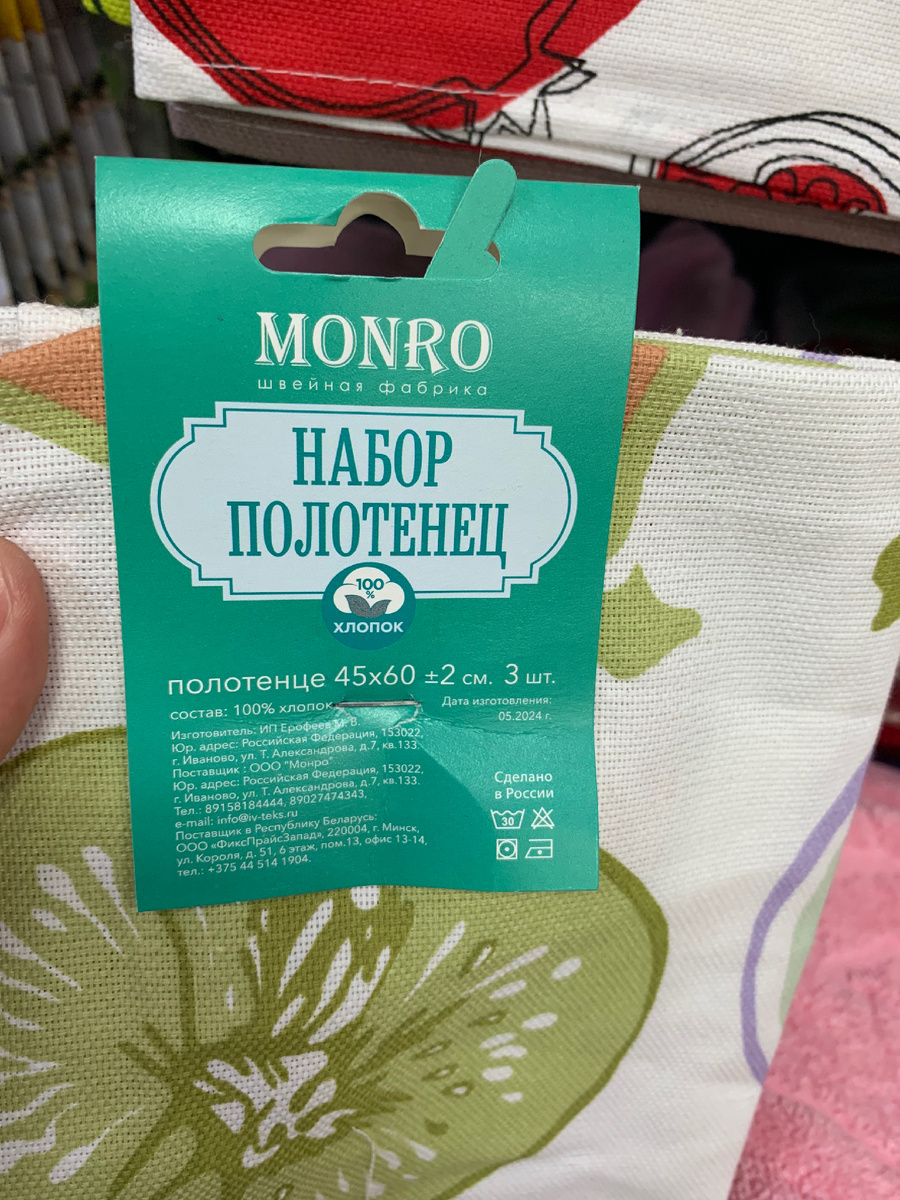 MONRO
швейная фабрика
НАБОР
ПОЛОТЕНЕЦ
100
%
ХЛОПОК
полотенце 45х60 ±2 см. 3 шт.
состав: 100% хлопок
Дата изготовления:
05.2024 г.
Изготовитель: ИП Ерофеев М. В.
Юр. адрес: Российская Федерация, 153022,
г. Иваново, ул. Т. Александрова, д.7, кв.133.
Поставщик : ООО "Монро"
Юр. адрес: Российская Федерация, 153022,
г. Иваново, ул. Т. Александрова, д.7, кв.133.
Тел.: 89158184444, 89027474343,
e-mail: info@iv-teks.ru
Поставщик в Республику Беларусь:
ООО «ФиксПрайсЗапад», 220004, г. Минск,
ул. Короля, д. 51, 6 этаж, пом.13, офис 13-14,
тел.: +375 44 514 1904.
Сделано
в России
30